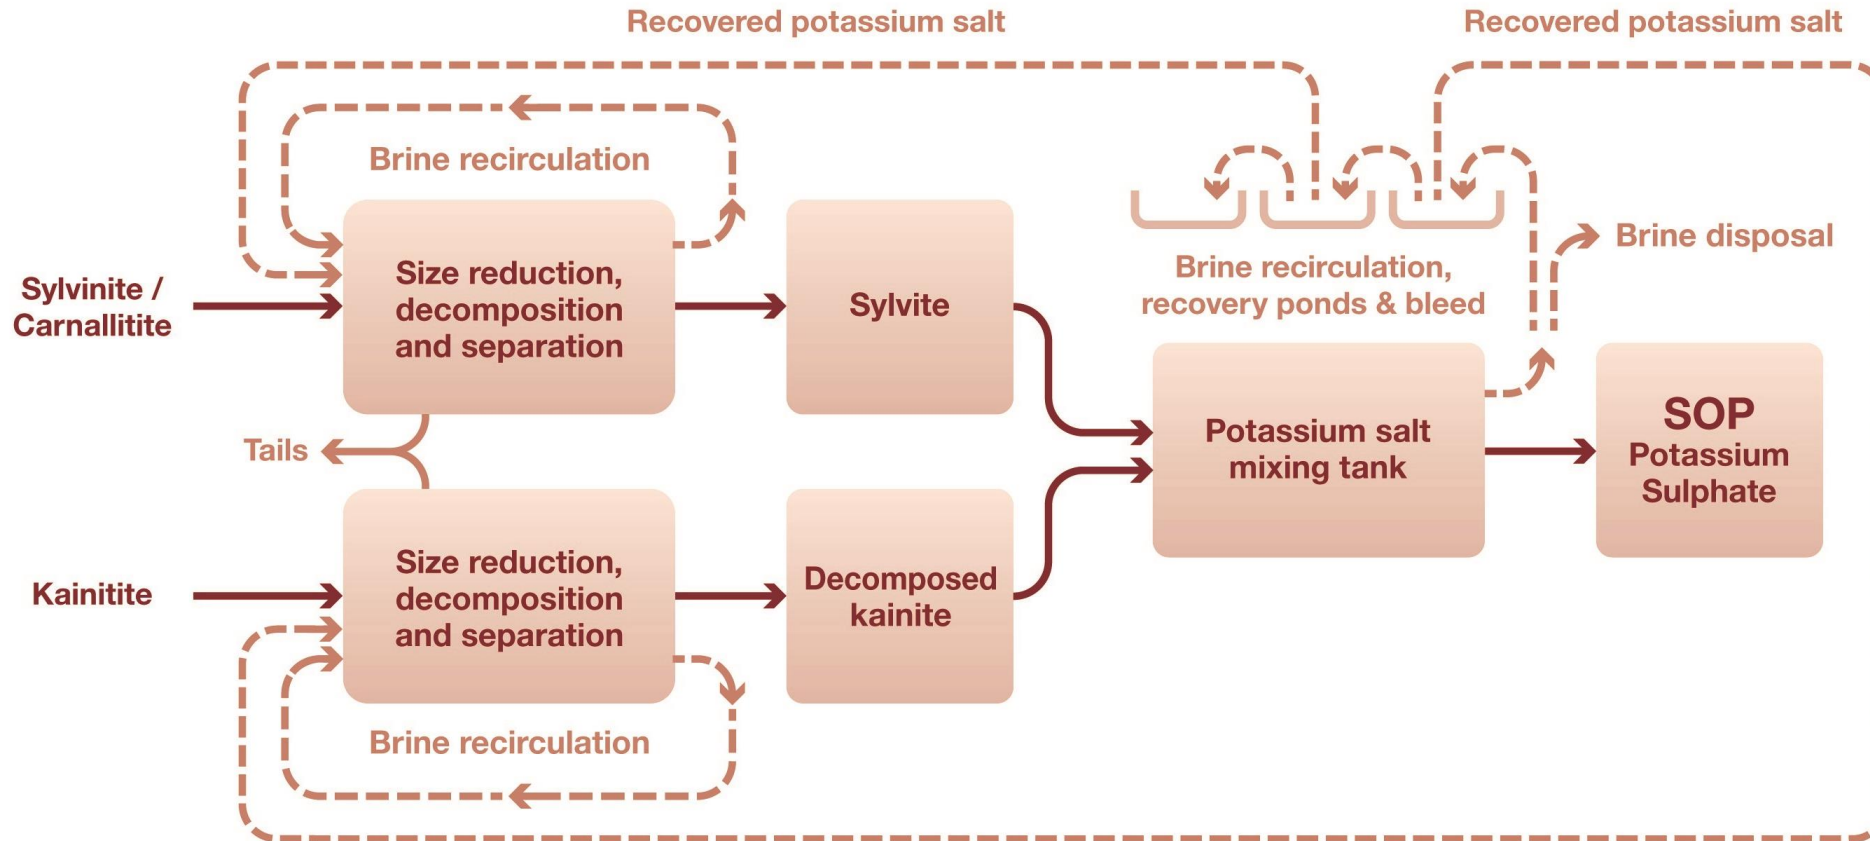 Recovered potassium salt
Recovered potassium salt
Brine recirculation
Sylvinite /
Carnallitite
Size reduction,
decomposition
and separation
Sylvite
Brine recirculation,
recovery ponds & bleed
Brine disposal
Tails
Potassium salt
mixing tank
SOP
Potassium
Sulphate
Kainitite
Size reduction,
decomposition
and separation
Decomposed
kainite
Brine recirculation